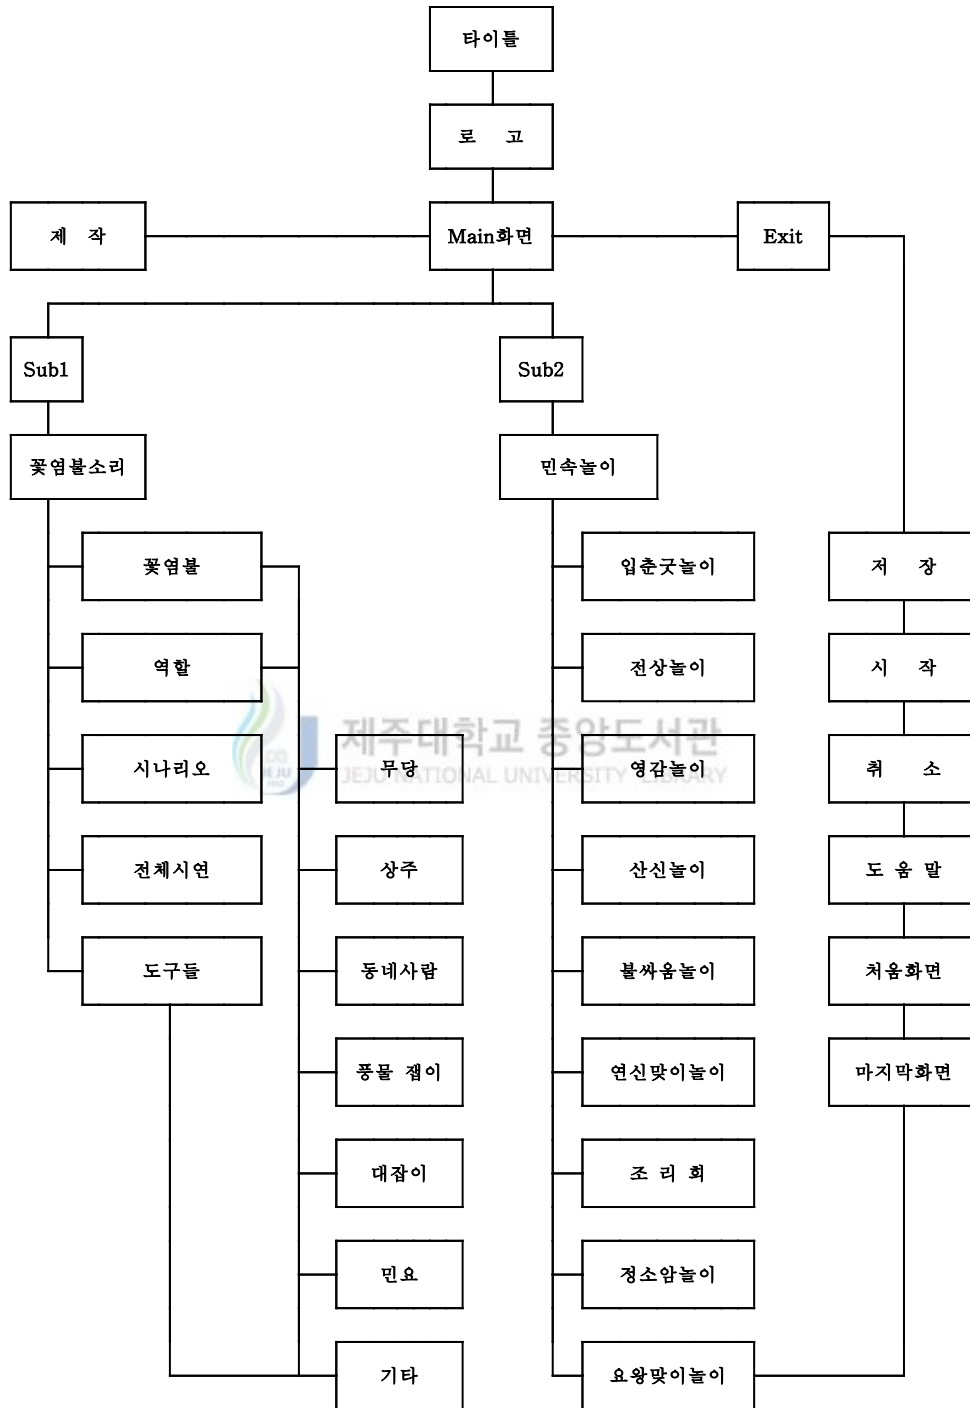 타이틀
로 고
제 작
Main화면
Exit
Sub1
Sub2
꽃염불소리
민속놀이
꽃염불
입춘굿놀이
저 장
역할
전상놀이
시 작
제주대학교 중앙도서관
JEJU NATIONAL UNIVERSITY LIBRARY
시나리오
무당
영감놀이
취 소
전체시연
상주
산신놀이
도 움 말
도구들
동네사람
불싸움놀이
처음화면
풍물 잽이
연신맞이놀이
마지막화면
대잡이
조 리 희
민요
정소암놀이
기타
요왕맞이놀이